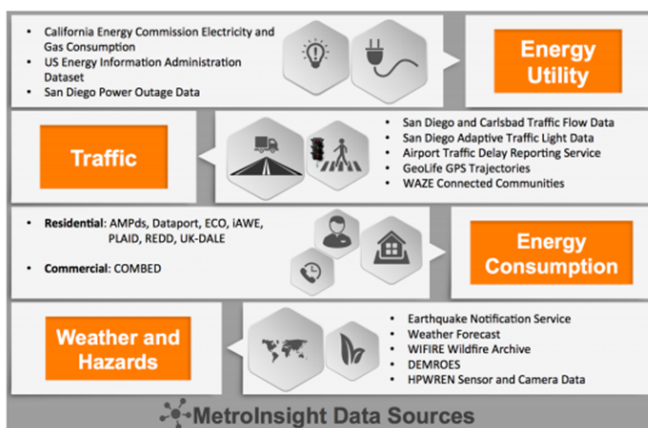 • California Energy Commission Electricity and
Gas Consumption
• US Energy Information Administration
Dataset
• San Diego Power Outage Data
Energy
Utility
Traffic
• San Diego and Carlsbad Traffic Flow Data
• San Diego Adaptive Traffic Light Data
• Airport Traffic Delay Reporting Service
• GeoLife GPS Trajectories
• WAZE Connected Communities
• Residential: AMPds, Dataport, ECO, iAWE,
PLAID, REDD, UK-DALE
• Commercial: COMBED
Energy
Consumption
Weather and
Hazards
• Earthquake Notification Service
• Weather Forecast
• WIFIRE Wildfire Archive
• DEMROES
• HPWREN Sensor and Camera Data
MetroInsight Data Sources